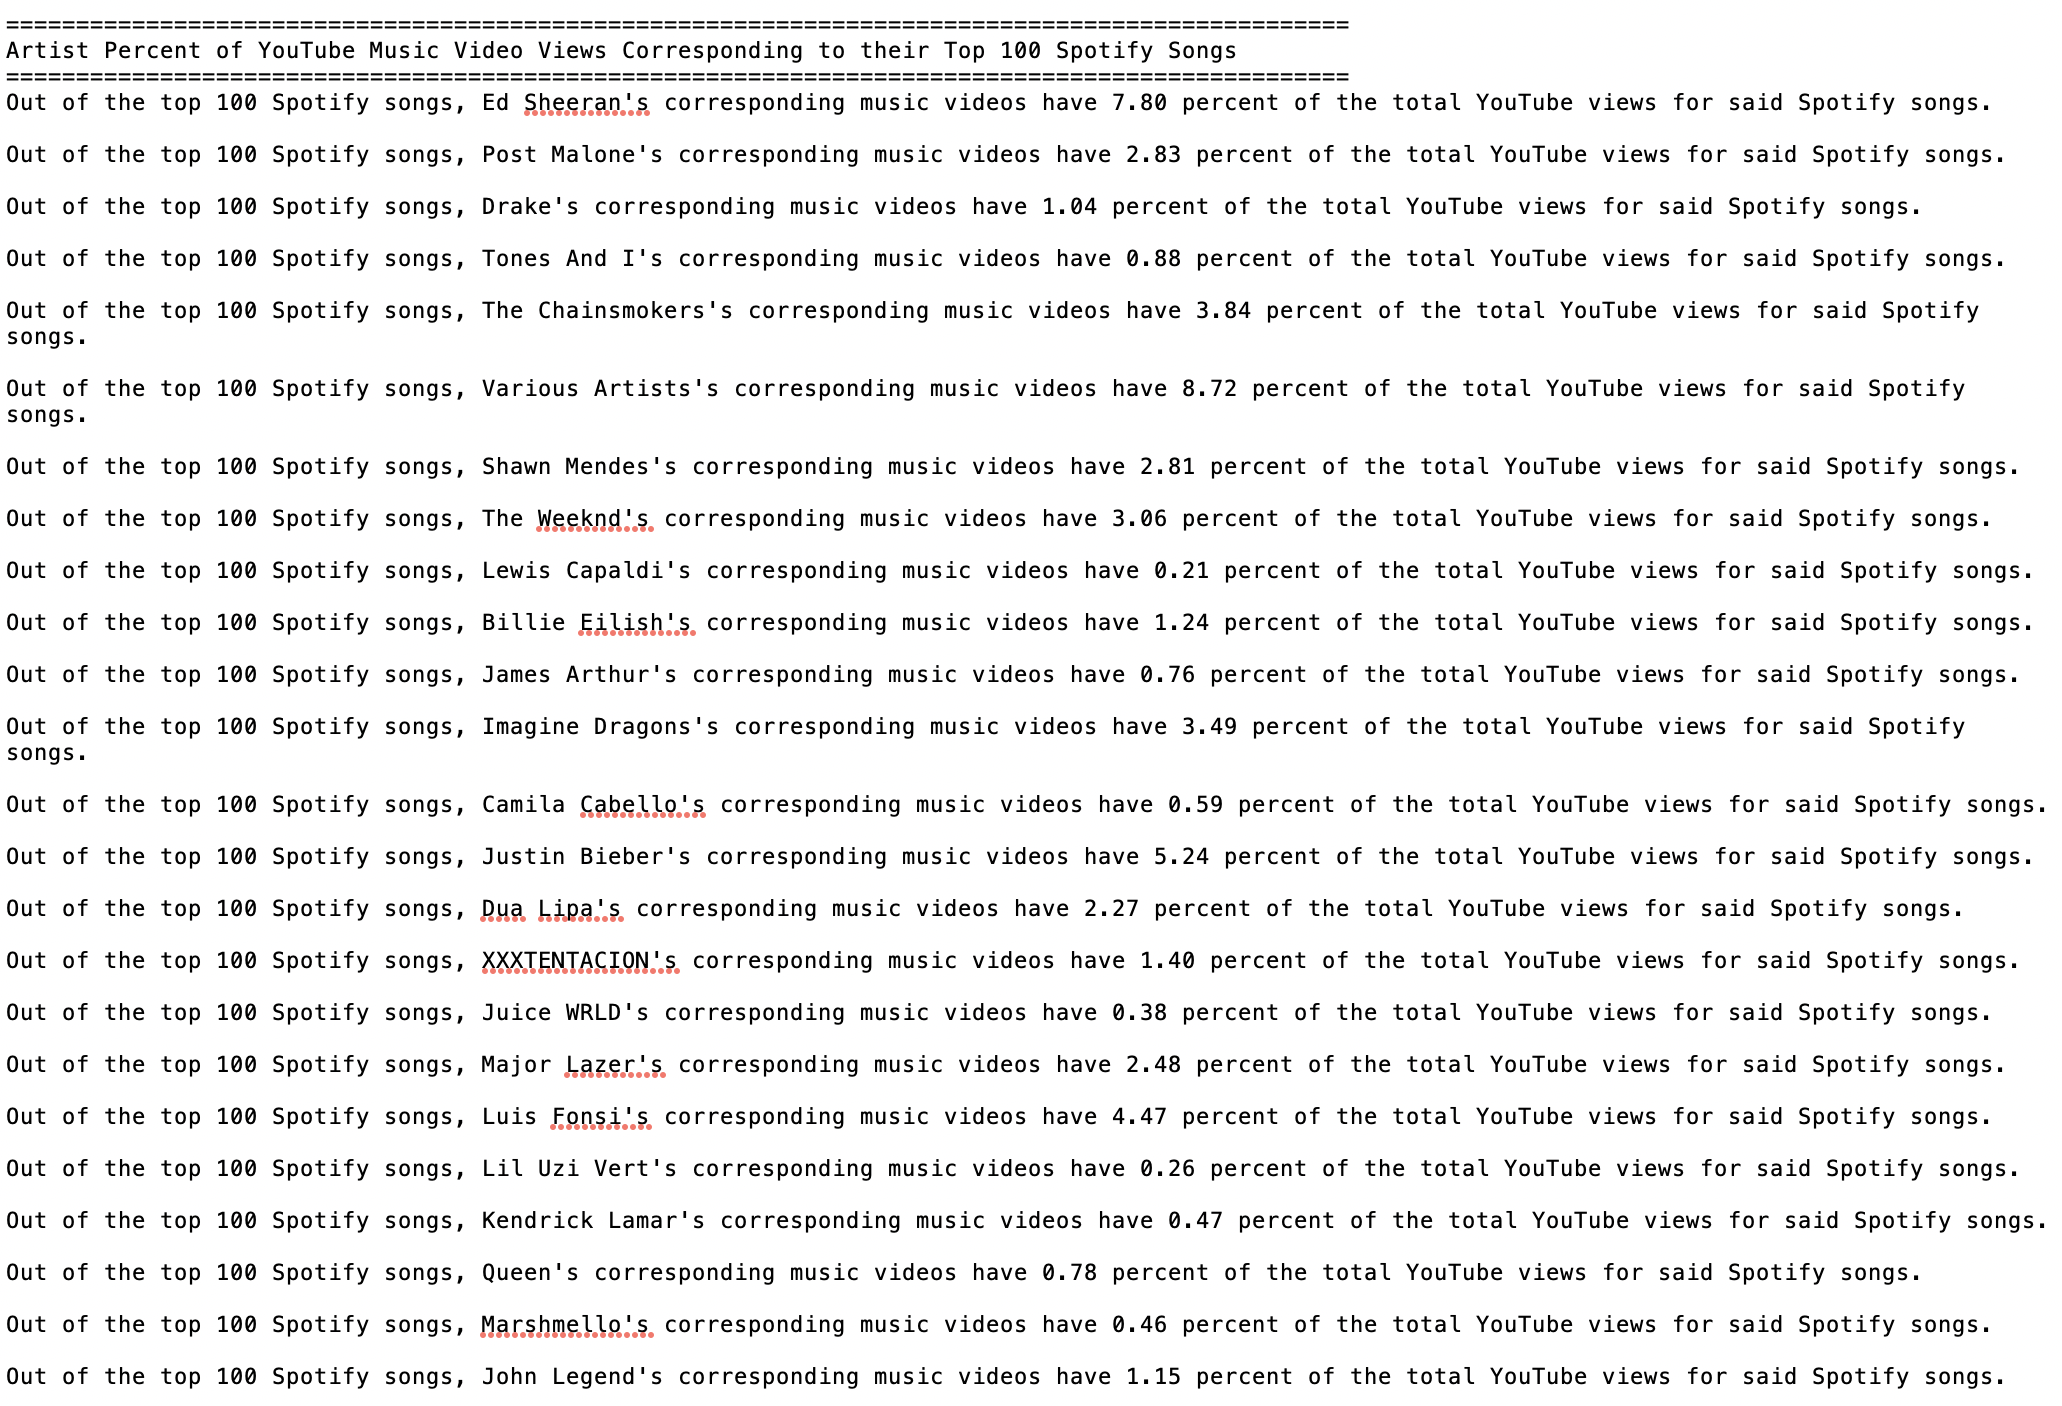 ================================================================================================
Artist Percent of YouTube Music Video Views Corresponding to their Top 100 Spotify Songs
================================================================================================
Out of the top 100 Spotify songs, Ed Sheeran's corresponding music videos have 7.80 percent of the total YouTube views for said Spotify songs.
Out of the top 100 Spotify songs, Post Malone's corresponding music videos have 2.83 percent of the total YouTube views for said Spotify songs.
Out of the top 100 Spotify songs, Drake's corresponding music videos have 1.04 percent of the total YouTube views for said Spotify songs.
Out of the top 100 Spotify songs, Tones And I's corresponding music videos have 0.88 percent of the total YouTube views for said Spotify songs.
Out of the top 100 Spotify songs, The Chainsmokers's corresponding music videos have 3.84 percent of the total YouTube views for said Spotify
songs.
Out of the top 100 Spotify songs, Various Artists's corresponding music videos have 8.72 percent of the total YouTube views for said Spotify
songs.
Out of the top 100 Spotify songs, Shawn Mendes's corresponding music videos have 2.81 percent of the total YouTube views for said Spotify songs.
Out of the top 100 Spotify songs, The Weeknd's corresponding music videos have 3.06 percent of the total YouTube views for said Spotify songs.
Out of the top 100 Spotify songs, Lewis Capaldi's corresponding music videos have 0.21 percent of the total YouTube views for said Spotify songs.
Out of the top 100 Spotify songs, Billie Eilish's corresponding music videos have 1.24 percent of the total YouTube views for said Spotify songs.
Out of the top 100 Spotify songs, James Arthur's corresponding music videos have 0.76 percent of the total YouTube views for said Spotify songs.
Out of the top 100 Spotify songs, Imagine Dragons's corresponding music videos have 3.49 percent of the total YouTube views for said Spotify
songs.
Out of the top 100 Spotify songs, Camila Cabello's corresponding music videos have 0.59 percent of the total YouTube views for said Spotify songs.
Out of the top 100 Spotify songs, Justin Bieber's corresponding music videos have 5.24 percent of the total YouTube views for said Spotify songs.
Out of the top 100 Spotify songs, Dua Lipa's corresponding music videos have 2.27 percent of the total YouTube views for said Spotify songs.
Out of the top 100 Spotify songs, XXXTENTACION's corresponding music videos have 1.40 percent of the total YouTube views for said Spotify songs.
Out of the top 100 Spotify songs, Juice WRLD's corresponding music videos have 0.38 percent of the total YouTube views for said Spotify songs.
Out of the top 100 Spotify songs, Major Lazer's corresponding music videos have 2.48 percent of the total YouTube views for said Spotify songs.
Out of the top 100 Spotify songs, Luis Fonsi's corresponding music videos have 4.47 percent of the total YouTube views for said Spotify songs.
Out of the top 100 Spotify songs, Lil Uzi Vert's corresponding music videos have 0.26 percent of the total YouTube views for said Spotify songs.
Out of the top 100 Spotify songs, Kendrick Lamar's corresponding music videos have 0.47 percent of the total YouTube views for said Spotify songs.
Out of the top 100 Spotify songs, Queen's corresponding music videos have 0.78 percent of the total YouTube views for said Spotify songs.
Out of the top 100 Spotify songs, Marshmello's corresponding music videos have 0.46 percent of the total YouTube views for said Spotify songs.
Out of the top 100 Spotify songs, John Legend's corresponding music videos have 1.15 percent of the total YouTube views for said Spotify songs.